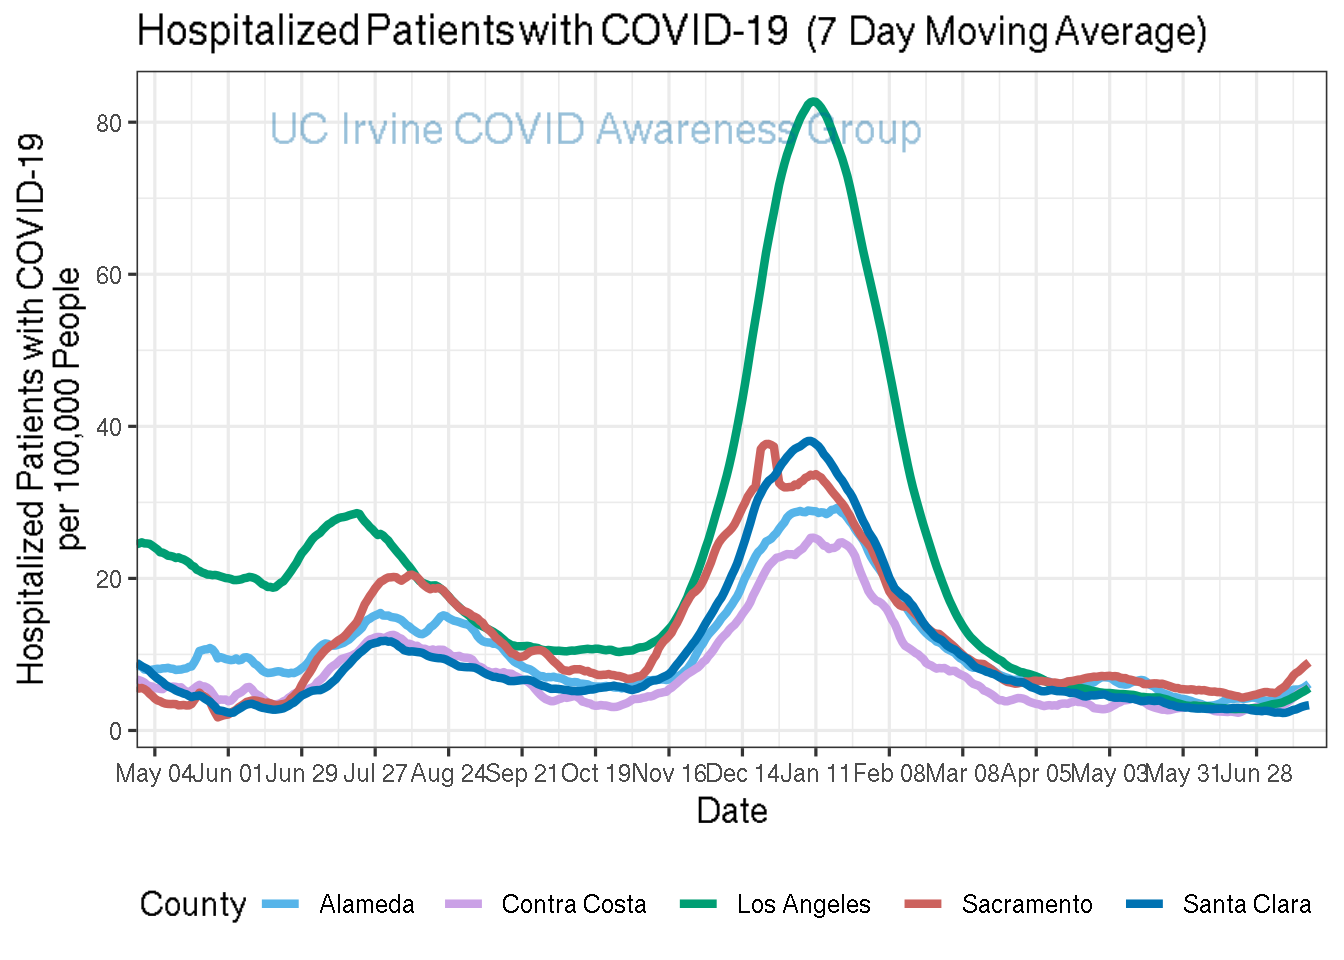 Hospitalized Patients with COVID-19 (7 Day Moving Average)
UC Irvine COVID Awareness Group
Hospitalized Patients with COVID-19
per 100,000 People
80
60
40
20
0
May 04 Jun 01 Jun 29 Jul 27 Aug 24 Sep 21 Oct 19 Nov 16 Dec 14 Jan 11 Feb 08 Mar 08 Apr 05 May 03 May 31 Jun 28
Date
County Alameda Contra Costa Los Angeles Sacramento Santa Clara